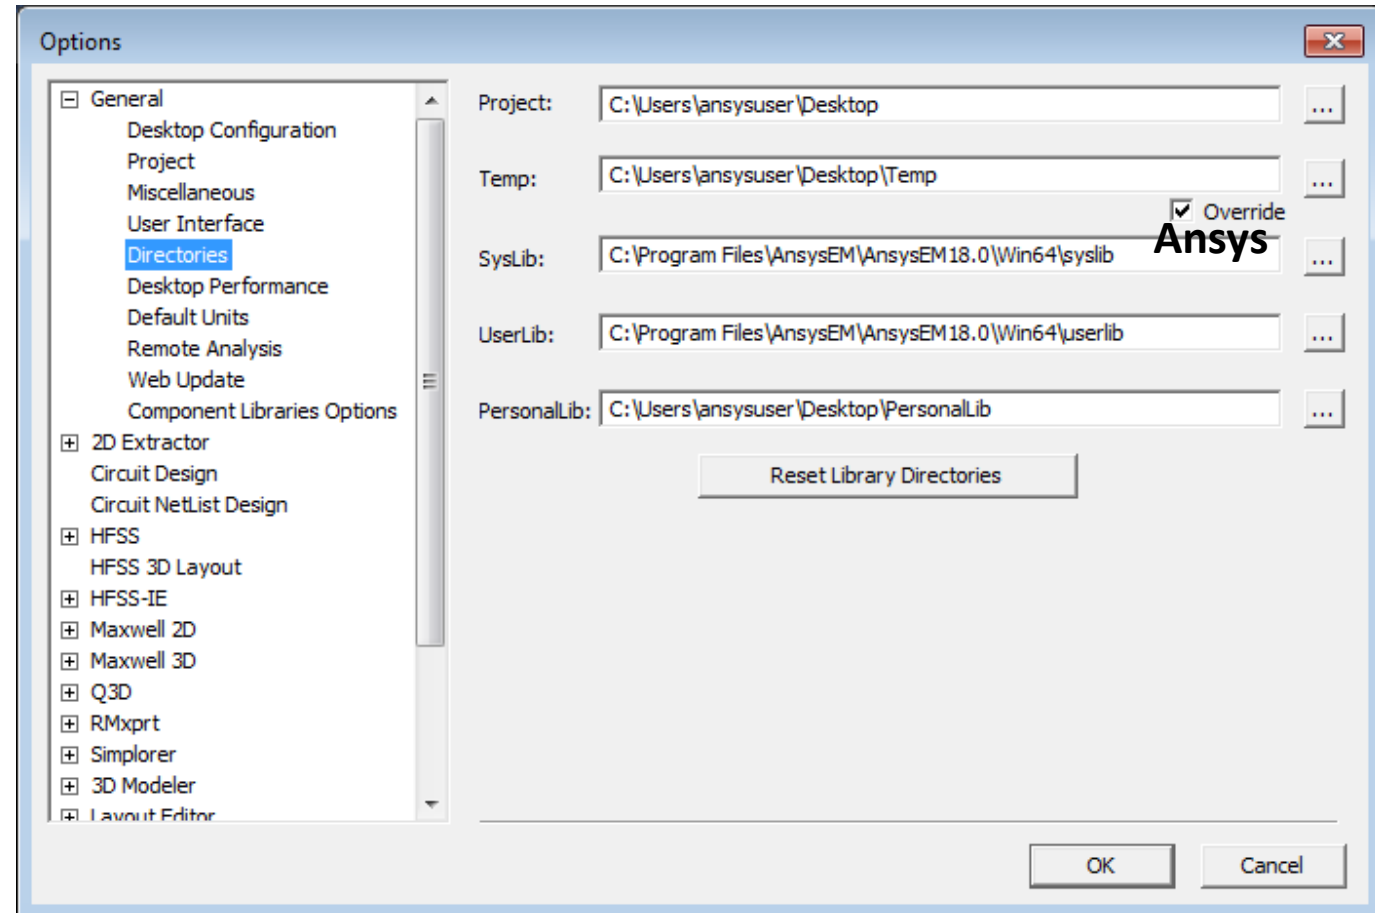 Options
General
Desktop Configuration
Project
Miscellaneous
User Interface
Directories
Desktop Performance
Default Units
Remote Analysis
Web Update
Component Libraries Options
2D Extractor
Circuit Design
Circuit NetList Design
HFSS
HFSS 3D Layout
HFSS-IE
Maxwell 2D
Maxwell 3D
Q3D
RMxprt
Simplorer
3D Modeler
Layout Editor
Project: C:\Users\ansysuser\Desktop ...
Temp: C:\Users\ansysuser\Desktop\Temp ...
Override
Ansys
SysLib: C:\Program Files\AnsysEM\AnsysEM18.0\Win64\syslib ...
UserLib: C:\Program Files\AnsysEM\AnsysEM18.0\Win64\userlib ...
PersonalLib: C:\Users\ansysuser\Desktop\PersonalLib ...
Reset Library Directories
OK Cancel